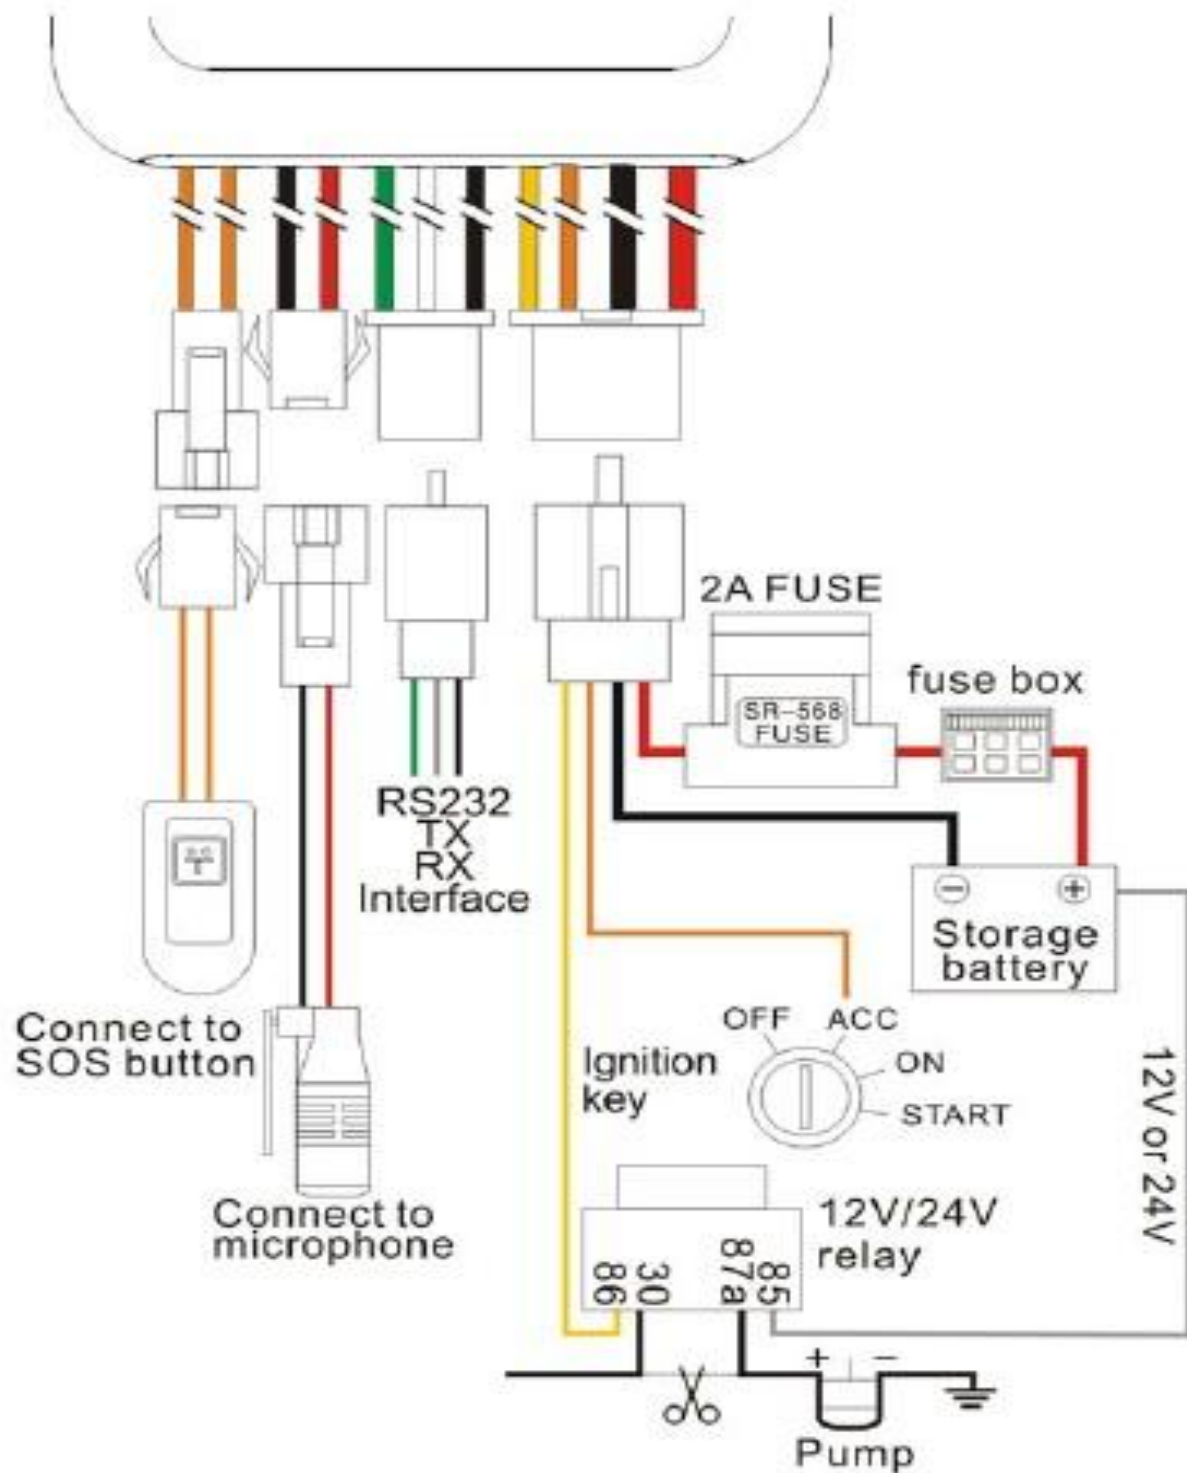 2A FUSE
fuse box
SR-568
FUSE
RS232
TX
RX
Interface
Storage
battery
Connect to
SOS button
OFF
ACC
ON
START
Ignition
key
12V or 24V
Connect to
microphone
12V/24V
relay
86
30
87a
85
+
−
Pump